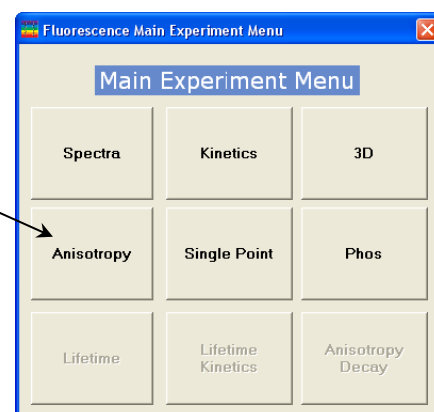 Fluorescence Main Experiment Menu
Main Experiment Menu
Spectra
Kinetics
3D
Anisotropy
Single Point
Phos
Lifetime
Lifetime
Kinetics
Anisotropy
Decay